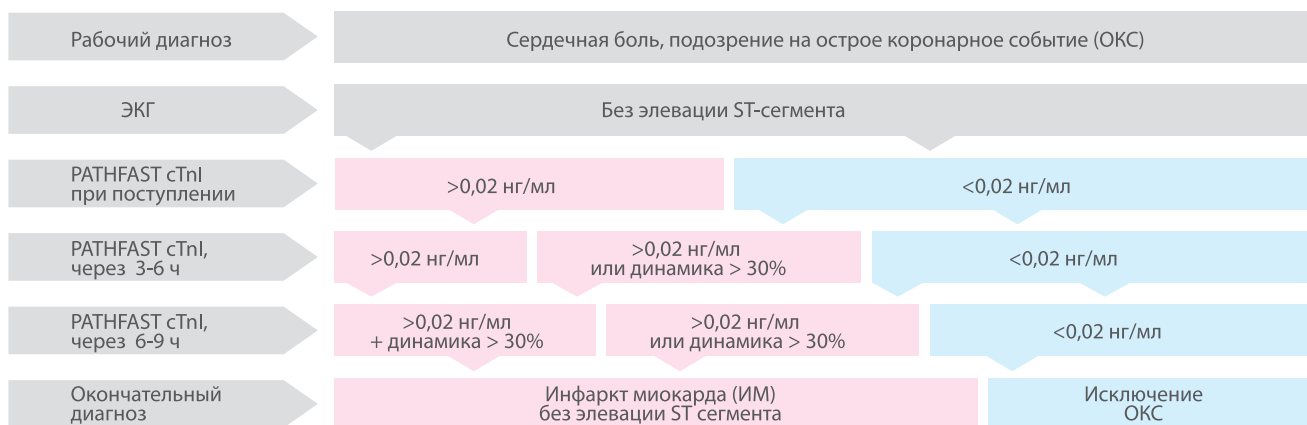 Рабочий диагноз
Сердечная боль, подозрение на острое коронарное событие (ОКС)
ЭКГ
Без элевации ST-сегмента
PATHFAST cTnI
при поступлении
>0,02 нг/мл
<0,02 нг/мл
PATHFAST cTnI,
через 3-6 ч
>0,02 нг/мл
>0,02 нг/мл
или динамика > 30%
<0,02 нг/мл
PATHFAST cTnI,
через 6-9 ч
>0,02 нг/мл
+ динамика > 30%
>0,02 нг/мл
или динамика > 30%
<0,02 нг/мл
Окончательный
диагноз
Инфаркт миокарда (ИМ)
без элевации ST сегмента
Исключение
ОКС